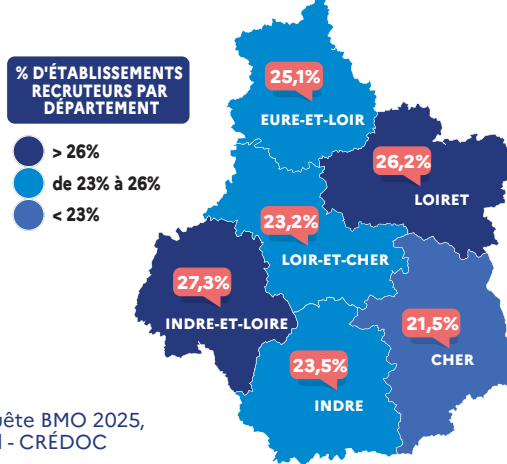 % D'ÉTABLISSEMENTS
RECRUTEURS PAR
DÉPARTEMENT
> 26%
de 23% à 26%
< 23%
25,1%
EURE-ET-LOIR
26,2%
LOIRET
23,2%
LOIR-ET-CHER
27,3%
INDRE-ET-LOIRE
21,5%
CHER
23,5%
INDRE
BMO 2025,
- CRÉDOC